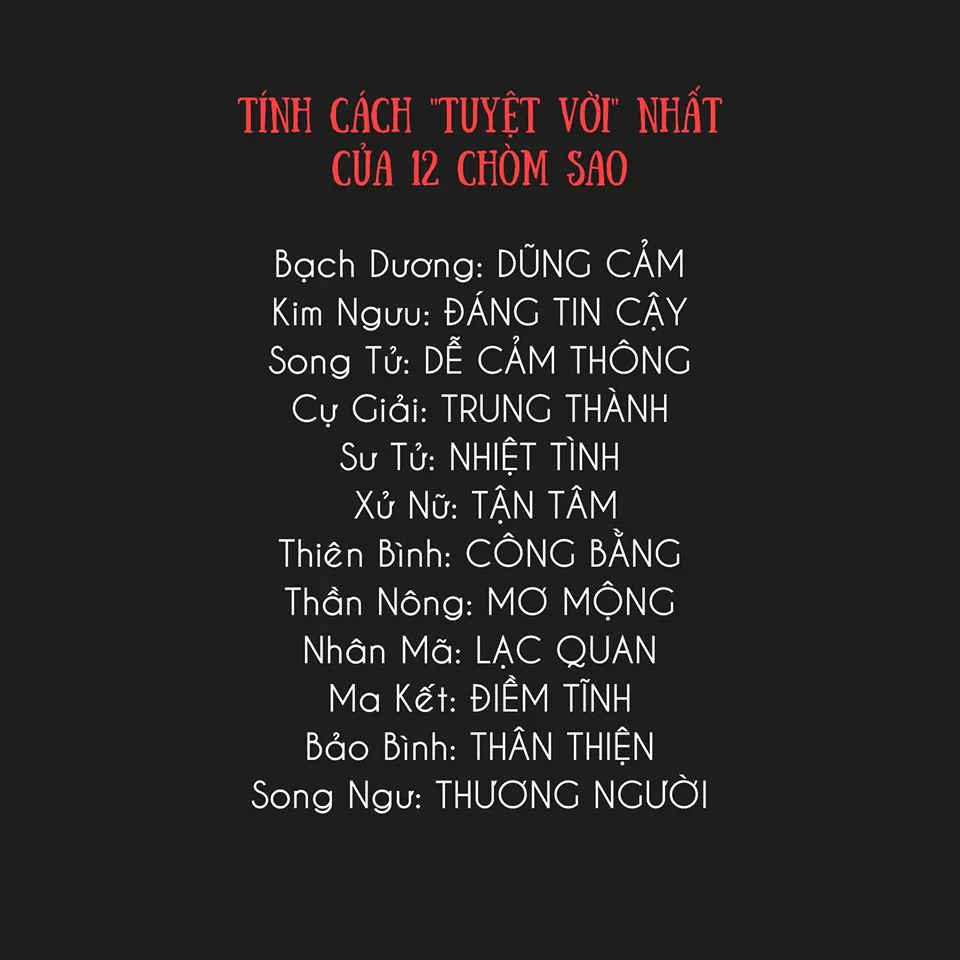 TÍNH CÁCH "TUYỆT VỜI" NHẤT
CỦA 12 CHÒM SAO
Bạch Dương: DŨNG CẢM
Kim Ngưu: ĐÁNG TIN CẬY
Song Tử: DỄ CẢM THÔNG
Cự Giải: TRUNG THÀNH
Sư Tử: NHIỆT TÌNH
Xử Nữ: TẬN TÂM
Thiên Bình: CÔNG BẰNG
Thần Nông: MƠ MỘNG
Nhân Mã: LẠC QUAN
Ma Kết: ĐIỀM TĨNH
Bảo Bình: THÂN THIỆN
Song Ngư: THƯƠNG NGƯỜI